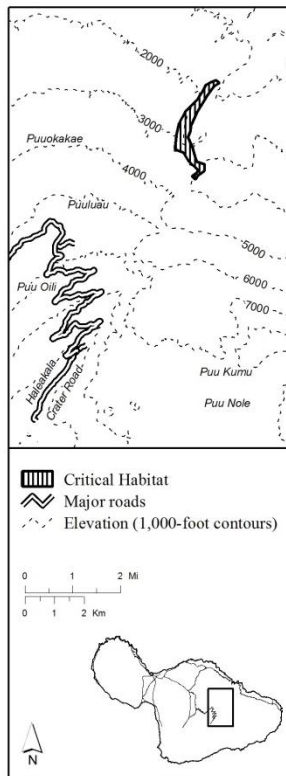 2000
3000
Puuokakae
4000
Puuluau
5000
6000
Puu Oili
7000
Puu Kumu
Haleakala
Crater Road
Puu Nole
Critical Habitat
Major roads
Elevation (1,000-foot contours)
0 1 2 Mi
0 1 2 Km
N